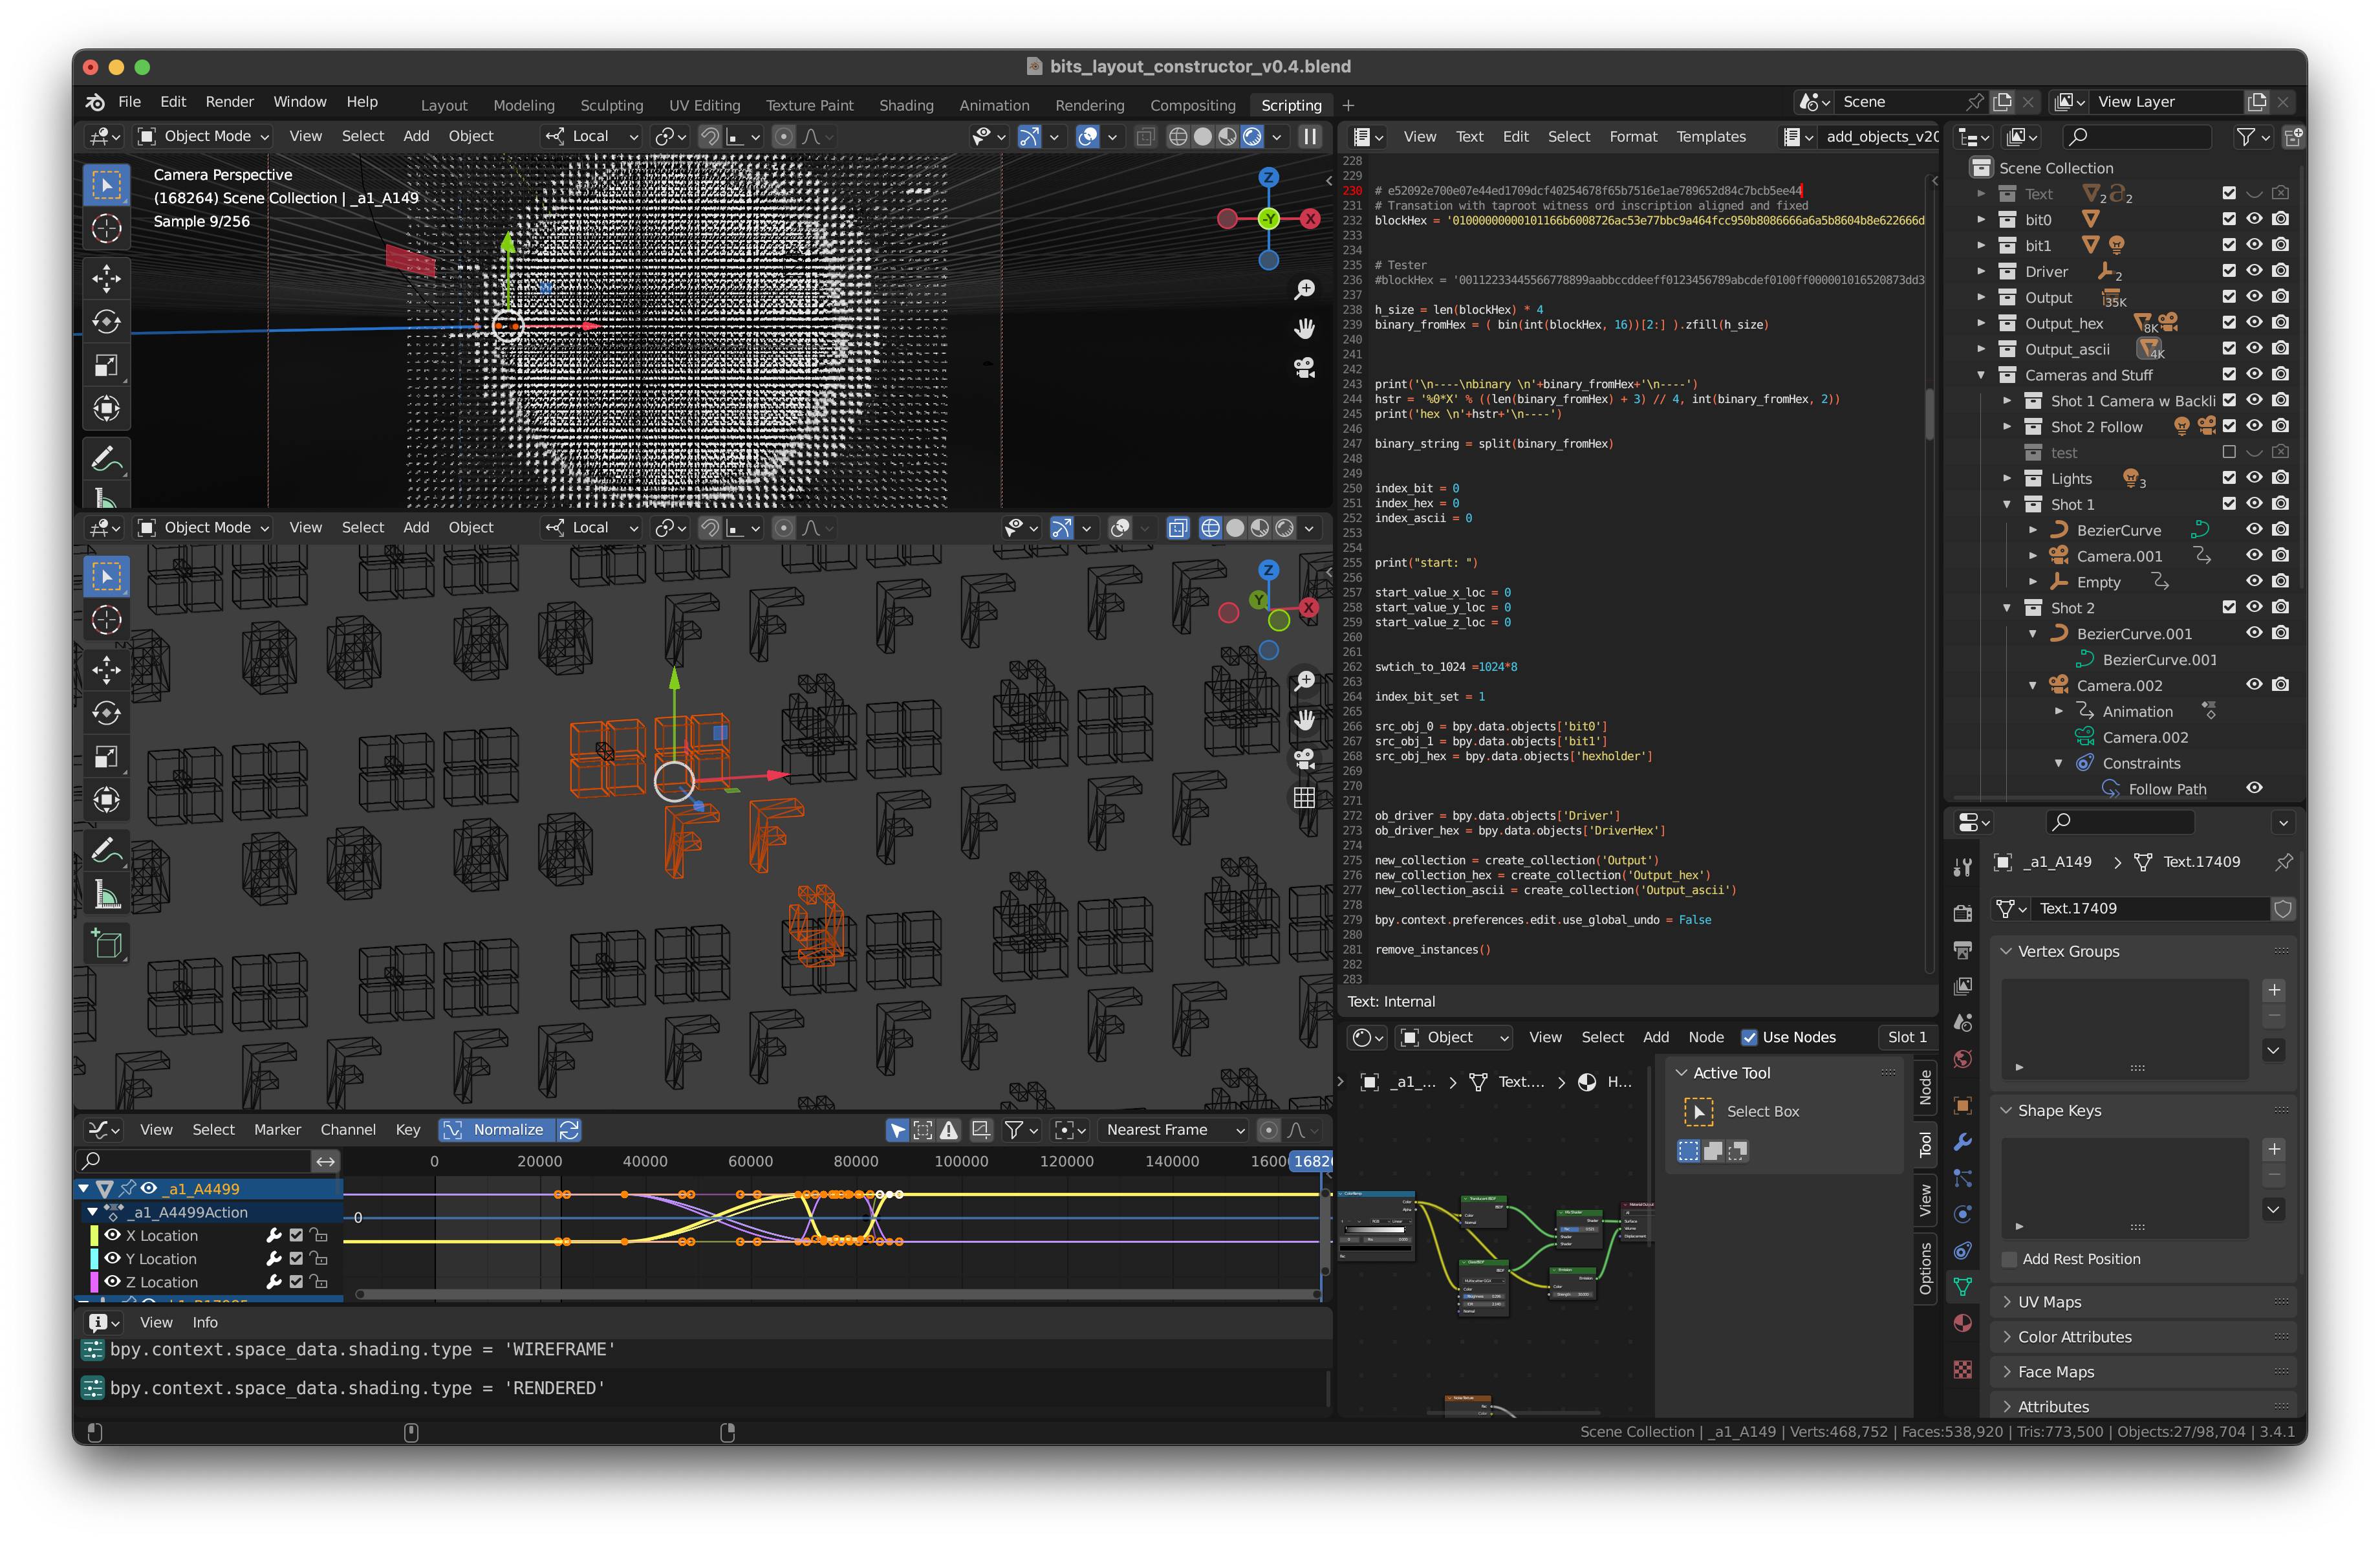 bits_layout_constructor_v0.4.blend
File Edit Render Window Help Layout Modeling Sculpting UV Editing Texture Paint Shading Animation Rendering Compositing Scripting + Scene View Layer
Object Mode View Select Add Object Local
Camera Perspective
(168264) Scene Collection | _a1_A149
Sample 9/256
Z
-Y
X
Object Mode View Select Add Object Local
Z
Y
X
View Select Marker Channel Key Normalize Nearest Frame
0 20000 40000 60000 80000 100000 120000 140000
_a1_A4499
_a1_A4499Action
0
X Location
Y Location
Z Location
View Info
bpy.context.space_data.shading.type = 'WIREFRAME'
bpy.context.space_data.shading.type = 'RENDERED'
View Text Edit Select Format Templates add_objects_v20
228
229
230 # e52092e700e07e44ed1709dcf40254678f65b7516e1ae789652d84c7bcb5ee44
231 # Transation with taproot witness ord inscription aligned and fixed
232 blockHex = '01000000000101166b6008726ac53e77bbc9a464fcc950b8086666a6a5b8604b8e622666d
233
234
235 # Tester
236 #blockHex = '00112233445566778899aabbccddeeff0123456789abcdef0100ff000001016520873dd3
237
238 h_size = len(blockHex) * 4
239 binary_fromHex = ( bin(int(blockHex, 16))[2:] ).zfill(h_size)
240
241
242
243 print('\n----\nbinary \n'+binary_fromHex+'\n----')
244 hstr = '%0*X' % ((len(binary_fromHex) + 3) // 4, int(binary_fromHex, 2))
245 print('hex \n'+hstr+'\n----')
246
247 binary_string = split(binary_fromHex)
248
249
250 index_bit = 0
251 index_hex = 0
252 index_ascii = 0
253
254
255 print("start: ")
256
257 start_value_x_loc = 0
258 start_value_y_loc = 0
259 start_value_z_loc = 0
260
261
262 swtich_to_1024 =1024*8
263
264 index_bit_set = 1
265
266 src_obj_0 = bpy.data.objects['bit0']
267 src_obj_1 = bpy.data.objects['bit1']
268 src_obj_hex = bpy.data.objects['hexholder']
269
270
271
272 ob_driver = bpy.data.objects['Driver']
273 ob_driver_hex = bpy.data.objects['DriverHex']
274
275 new_collection = create_collection('Output')
276 new_collection_hex = create_collection('Output_hex')
277 new_collection_ascii = create_collection('Output_ascii')
278
279 bpy.context.preferences.edit.use_global_undo = False
280
281 remove_instances()
282
283
Text: Internal
Object View Select Add Node Use Nodes Slot 1
_a1_... Text.... H...
Active Tool
Select Box
Node
Tool
View
Options
Scene Collection
Text 2 2
bit0
bit1
Driver 2
Output 35K
Output_hex 8K
Output_ascii 4K
Cameras and Stuff
Shot 1 Camera w Backli
Shot 2 Follow
test
Lights 3
Shot 1
BezierCurve
Camera.001
Empty
Shot 2
BezierCurve.001
BezierCurve.001
Camera.002
Animation
Camera.002
Constraints
Follow Path
_a1_A149 Text.17409
Text.17409
Vertex Groups
Shape Keys
Add Rest Position
UV Maps
Color Attributes
Face Maps
Attributes
Scene Collection | _a1_A149 | Verts:468,752 | Faces:538,920 | Tris:773,500 | Objects:27/98,704 | 3.4.1